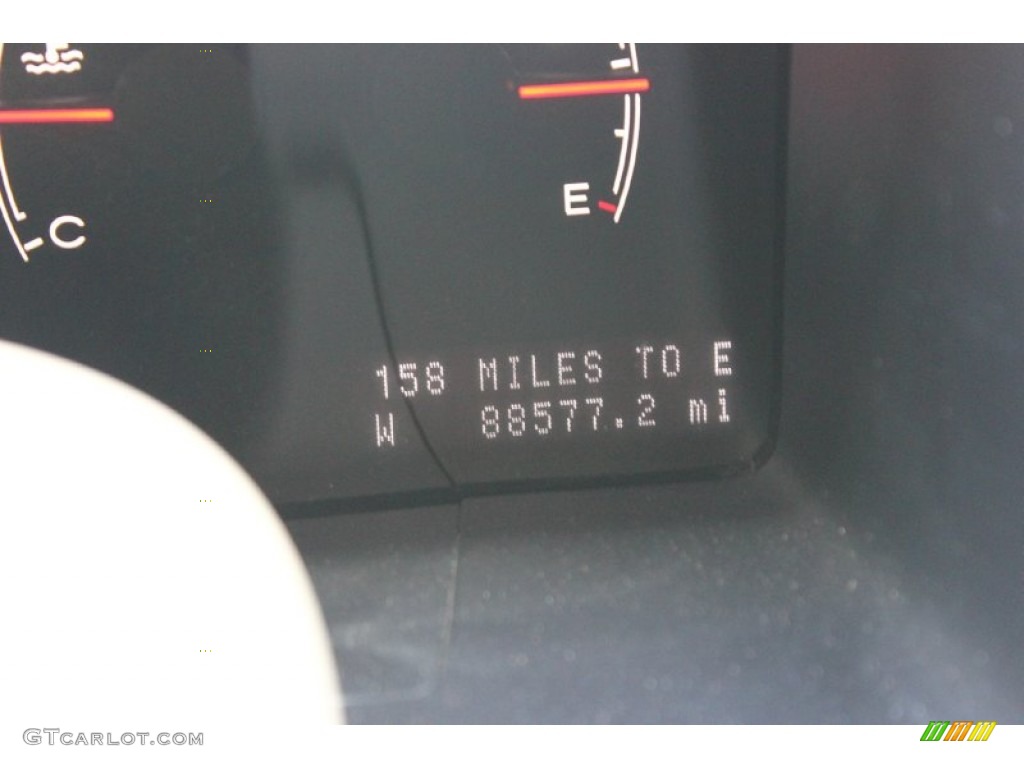 C
E
158 MILES TO E
W 88577.2 mi
GTCARLOT.COM